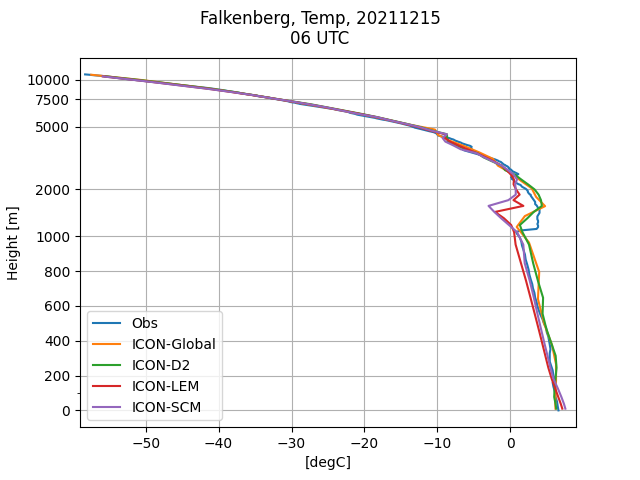 Falkenberg, Temp, 20211215
06 UTC
10000
7500
5000
2000
1000
800
600
400
200
0
Height [m]
Obs
ICON-Global
ICON-D2
ICON-LEM
ICON-SCM
−50
−40
−30
−20
−10
0
[degC]